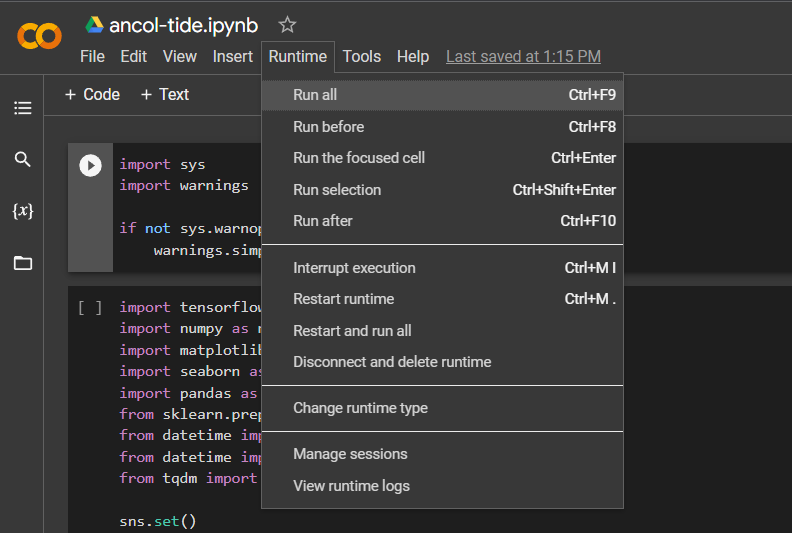 ancol-tide.ipynb
File Edit View Insert Runtime Tools Help Last saved at 1:15 PM
+ Code + Text
Run all Ctrl+F9
Run before Ctrl+F8
Run the focused cell Ctrl+Enter
Run selection Ctrl+Shift+Enter
Run after Ctrl+F10
Interrupt execution Ctrl+M I
Restart runtime Ctrl+M .
Restart and run all
Disconnect and delete runtime
Change runtime type
Manage sessions
View runtime logs
{x}
import sys
import warnings
if not sys.warnop
warnings.simp
[ ] import tensorflow
import numpy as n
import matplotlib
import seaborn as
import pandas as
from sklearn.prep
from datetime imp
from datetime imp
from tqdm import
sns.set()